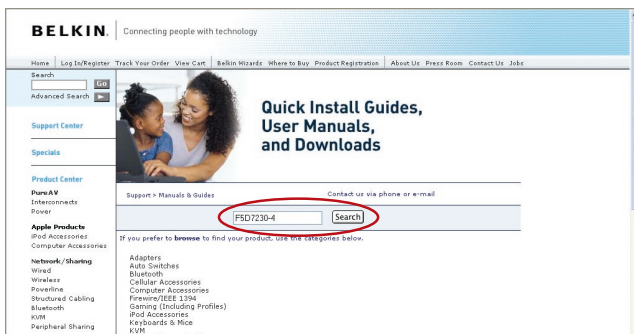 BELKIN. Connecting people with technology
Home Log In/Register Track Your Order View Cart Belkin Wizards Where to Buy Product Registration About Us Press Room Contact Us Jobs
Search
Go
Advanced Search
Support Center
Specials
Product Center
PureAV
Interconnects
Power
Apple Products
iPod Accessories
Computer Accessories
Network/Sharing
Wired
Wireless
Poverline
Structured Cabling
Bluetooth
KVM
Peripheral Sharing
Quick Install Guides,
User Manuals,
and Downloads
Support > Manuals & Guides Contact us via phone or e-mail
F5D7230-4 Search
If you prefer to browse to find your product, use the categories below.
Adapters
Auto Switches
Bluetooth
Cellular Accessories
Computer Accessories
Firewire/IEEE 1394
Gaming (Including Profiles)
iPod Accessories
Keyboards & Mice
KVM